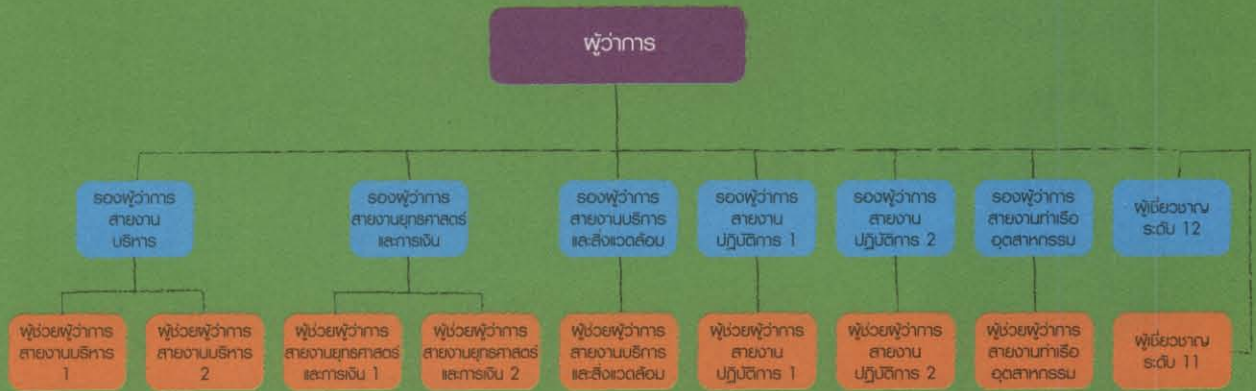 ผู้ว่าการ
รองผู้ว่าการ
สายงาน
บริหาร
รองผู้ว่าการ
สายงานยุทธศาสตร์
และการเงิน
รองผู้ว่าการ
สายงานบริการ
และสิ่งแวดล้อม
รองผู้ว่าการ
สายงาน
ปฏิบัติการ 1
รองผู้ว่าการ
สายงาน
ปฏิบัติการ 2
รองผู้ว่าการ
สายงานท่าเรือ
อุตสาหกรรม
ผู้เชี่ยวชาญ
ระดับ 12
ผู้ช่วยผู้ว่าการ
สายงานบริหาร
1
ผู้ช่วยผู้ว่าการ
สายงานบริหาร
2
ผู้ช่วยผู้ว่าการ
สายงานยุทธศาสตร์
และการเงิน 1
ผู้ช่วยผู้ว่าการ
สายงานยุทธศาสตร์
และการเงิน 2
ผู้ช่วยผู้ว่าการ
สายงานบริการ
และสิ่งแวดล้อม
ผู้ช่วยผู้ว่าการ
สายงาน
ปฏิบัติการ 1
ผู้ช่วยผู้ว่าการ
สายงาน
ปฏิบัติการ 2
ผู้ช่วยผู้ว่าการ
สายงานท่าเรือ
อุตสาหกรรม
ผู้เชี่ยวชาญ
ระดับ 11